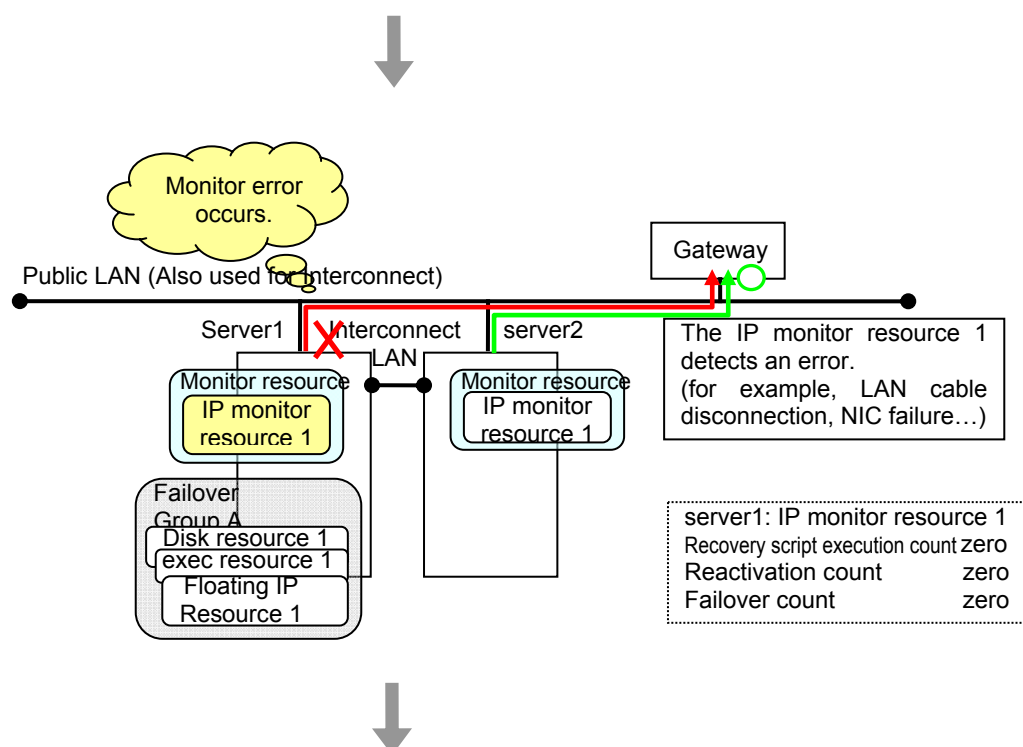 Monitor error
occurs.
Gateway
Public LAN (Also used for Interconnect)
Server1
Interconnect
LAN
server2
The IP monitor resource 1
detects an error.
(for example, LAN cable
disconnection, NIC failure…)
Monitor resource
IP monitor
resource 1
Monitor resource
IP monitor
resource 1
Failover
Group A
Disk resource 1
exec resource 1
Floating IP
Resource 1
server1: IP monitor resource 1
Recovery script execution count zero
Reactivation count zero
Failover count zero